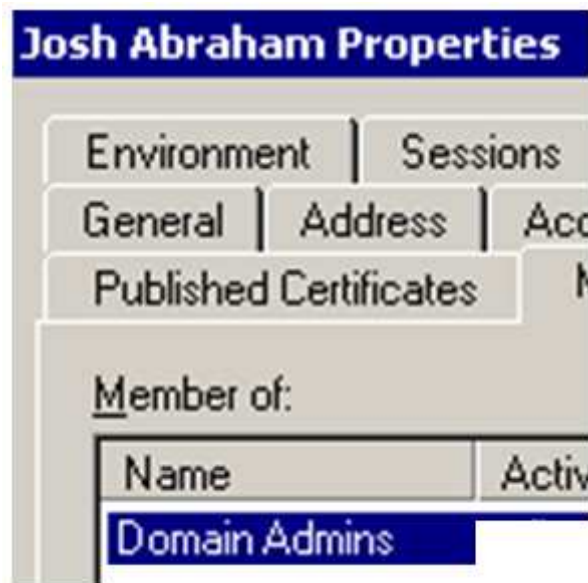 Josh Abraham Properties
Environment Sessions
General Address
Published Certificates
Member of:
Name
Domain Admins